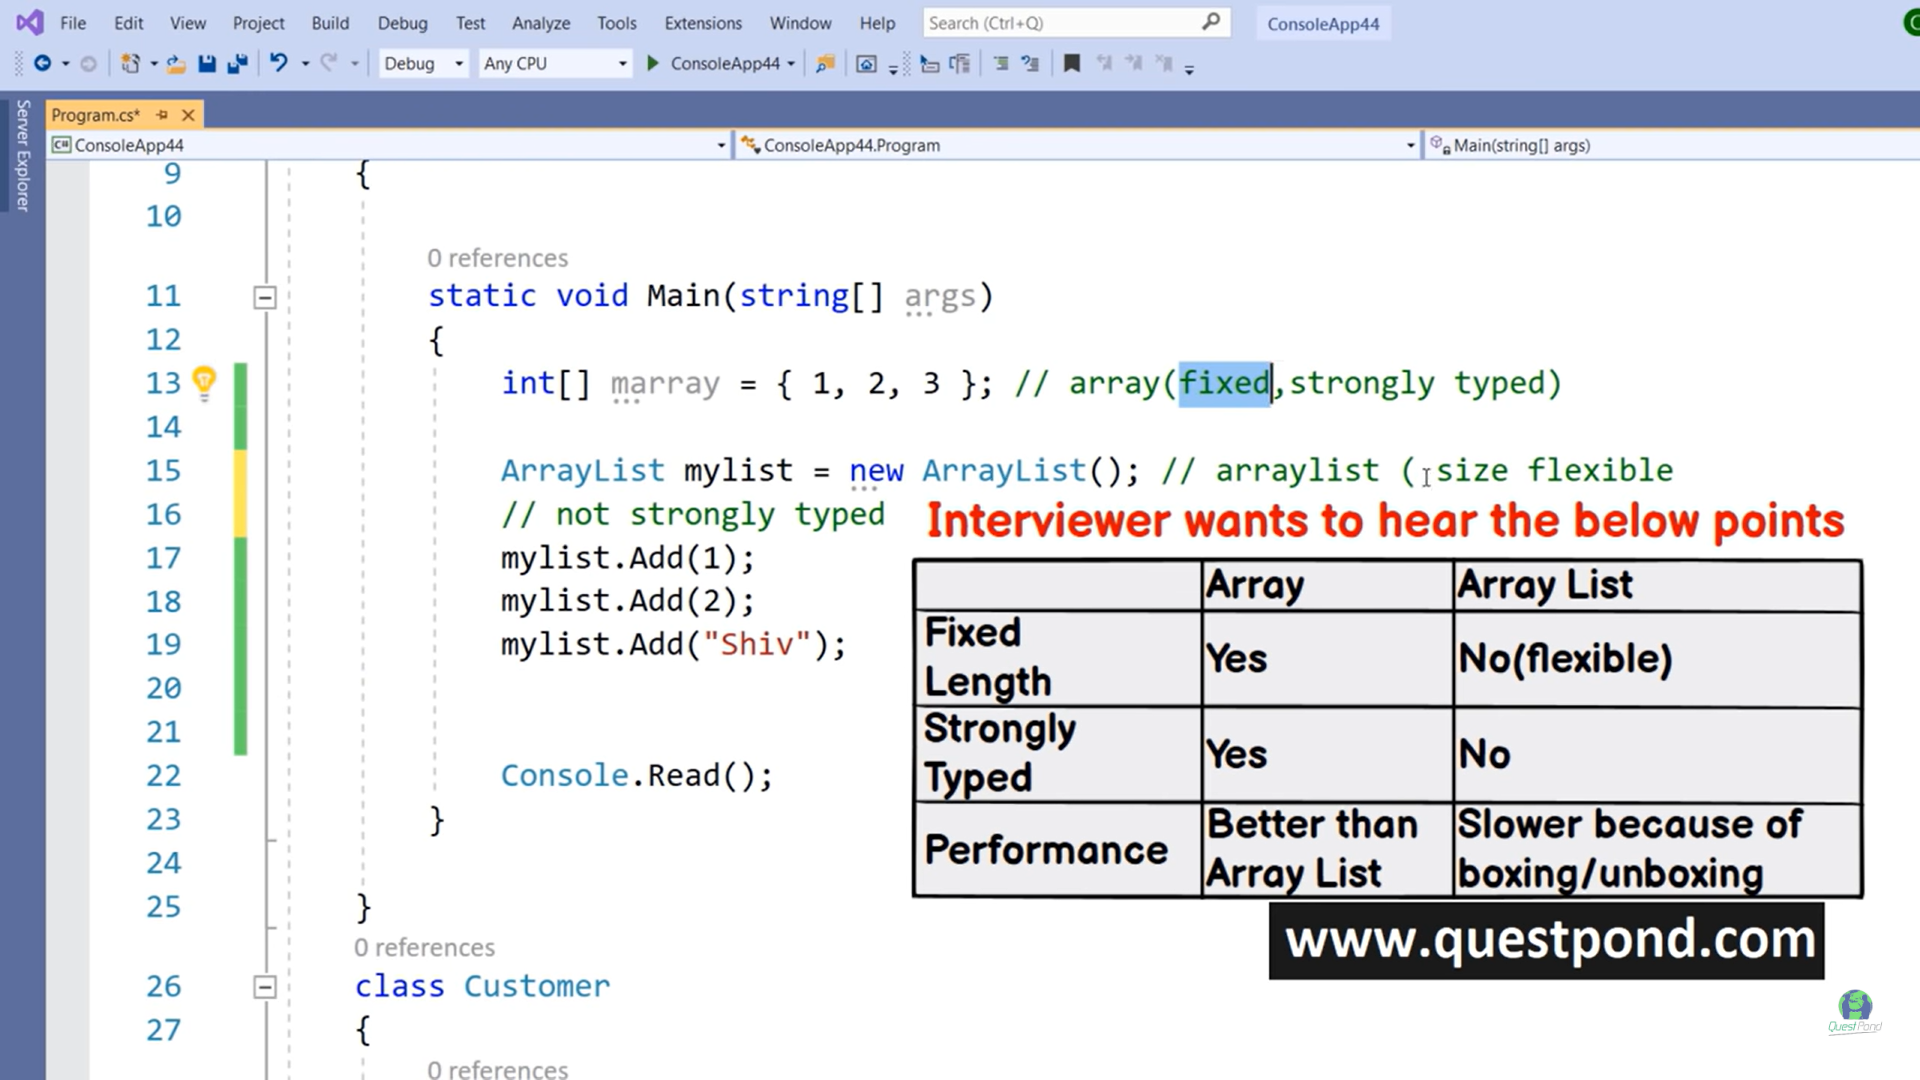 File Edit View Project Build Debug Test Analyze Tools Extensions Window Help Search (Ctrl+Q) ConsoleApp44
Debug Any CPU ConsoleApp44
Server Explorer
Program.cs*
ConsoleApp44 ConsoleApp44.Program Main(string[] args)
9 {
10
0 references
11 static void Main(string[] args)
12 {
13 int[] marray = { 1, 2, 3 }; // array(fixed,strongly typed)
14
15 ArrayList mylist = new ArrayList(); // arraylist ( size flexible
16 // not strongly typed
17 mylist.Add(1);
18 mylist.Add(2);
19 mylist.Add("Shiv");
20
21
22 Console.Read();
23 }
24
25 }
0 references
26 class Customer
27 {
0 references
Interviewer wants to hear the below points
Array Array List
Fixed Length Yes No(flexible)
Strongly Typed Yes No
Performance Better than Array List Slower because of boxing/unboxing
www.questpond.com
QuestPond